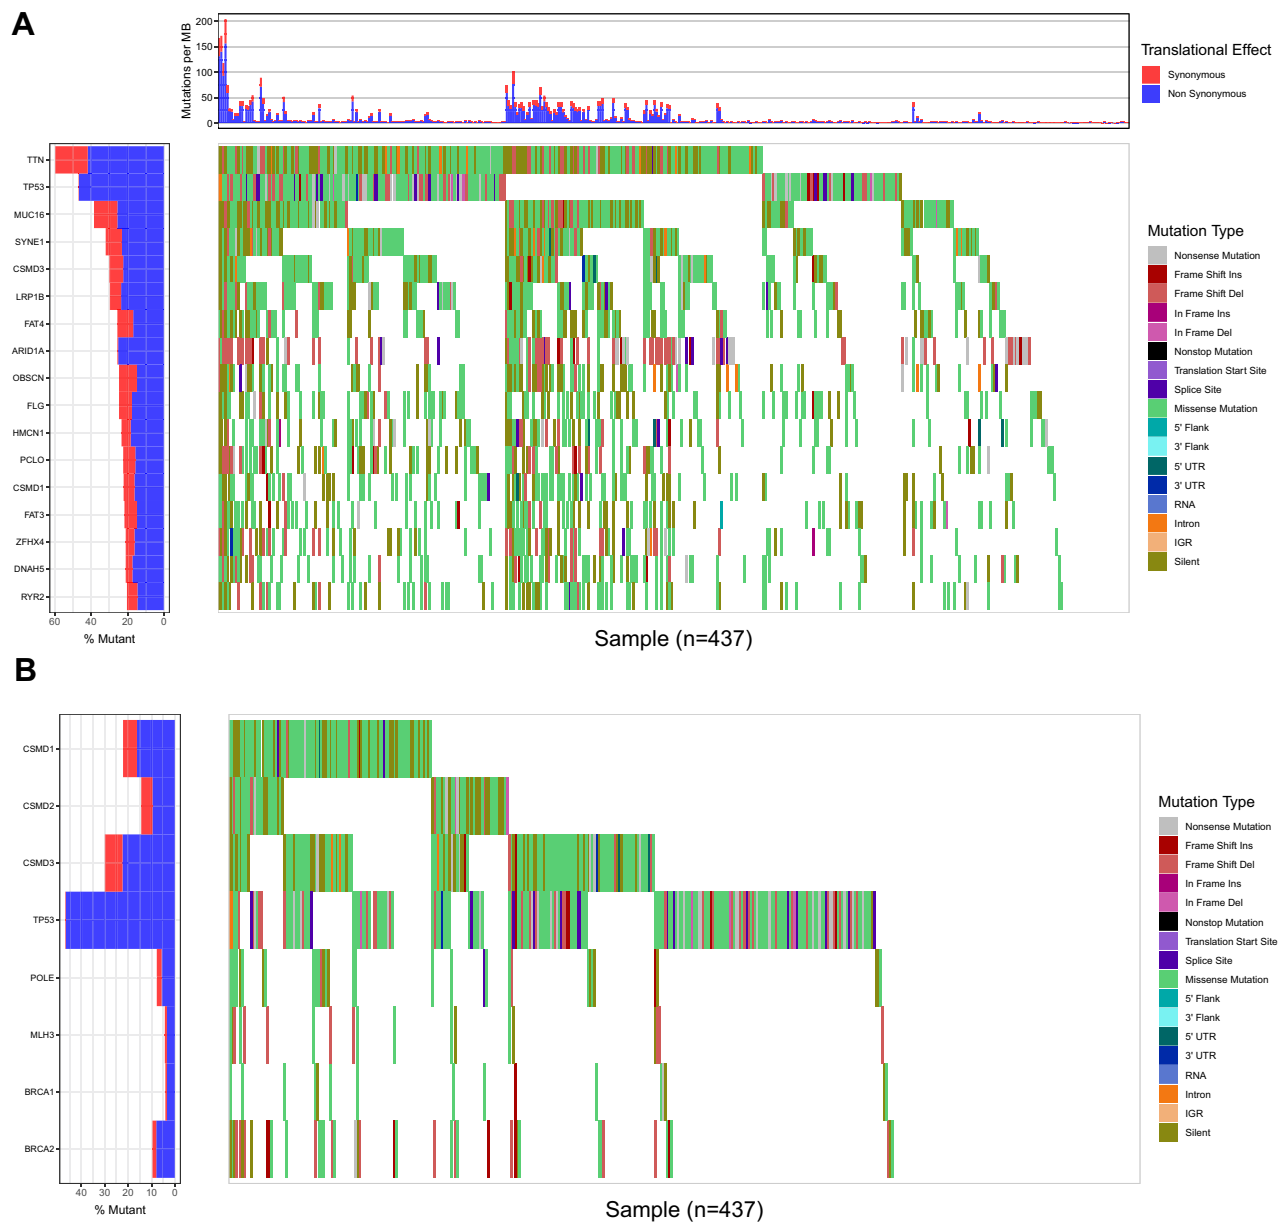 A
Mutations per MB
200
150
100
50
0
Translational Effect
Synonymous
Non Synonymous
TTN
TP53
MUC16
SYNE1
CSMD3
LRP1B
FAT4
ARID1A
OBSCN
FLG
HMCN1
PCLO
CSMD1
FAT3
ZFHX4
DNAH5
RYR2
60 40 20 0
% Mutant
Sample (n=437)
Mutation Type
Nonsense Mutation
Frame Shift Ins
Frame Shift Del
In Frame Ins
In Frame Del
Nonstop Mutation
Translation Start Site
Splice Site
Missense Mutation
5' Flank
3' Flank
5' UTR
3' UTR
RNA
Intron
IGR
Silent
B
CSMD1
CSMD2
CSMD3
TP53
POLE
MLH3
BRCA1
BRCA2
40 30 20 10 0
% Mutant
Sample (n=437)
Mutation Type
Nonsense Mutation
Frame Shift Ins
Frame Shift Del
In Frame Ins
In Frame Del
Nonstop Mutation
Translation Start Site
Splice Site
Missense Mutation
5' Flank
3' Flank
5' UTR
3' UTR
RNA
Intron
IGR
Silent